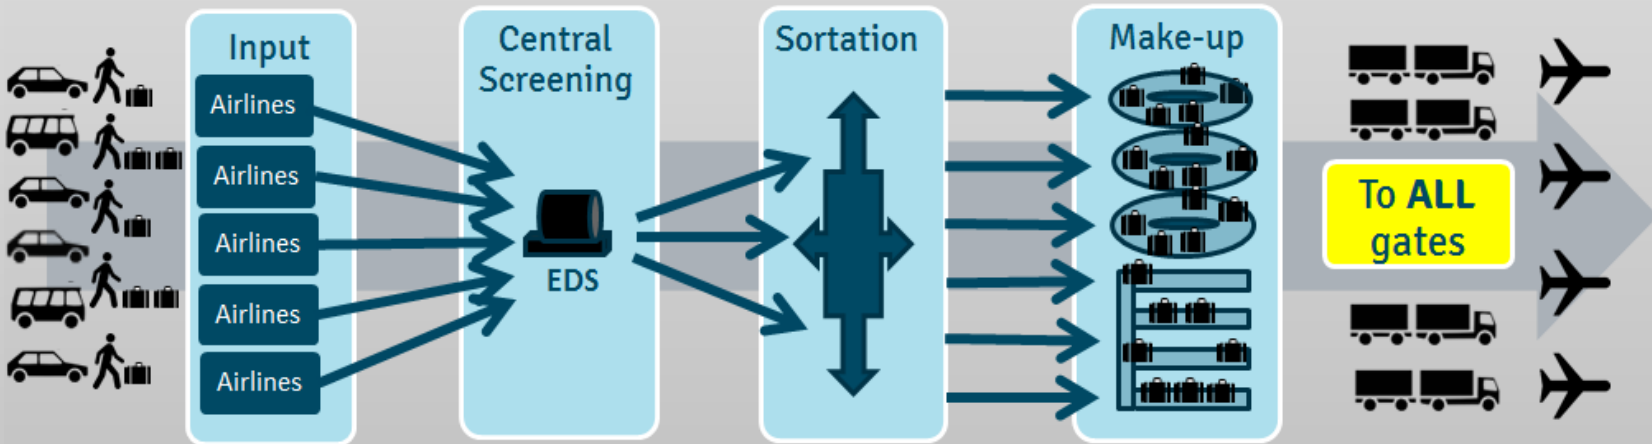 Input
Airlines
Airlines
Airlines
Airlines
Airlines
Central
Screening
EDS
Sortation
Make-up
To ALL
gates